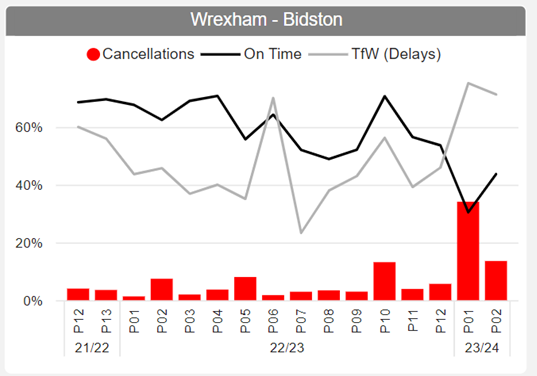 Wrexham - Bidston
Cancellations On Time TfW (Delays)
60%
40%
20%
0%
P12 P13 P01 P02 P03 P04 P05 P06 P07 P08 P09 P10 P11 P12 P01 P02
21/22 22/23 23/24